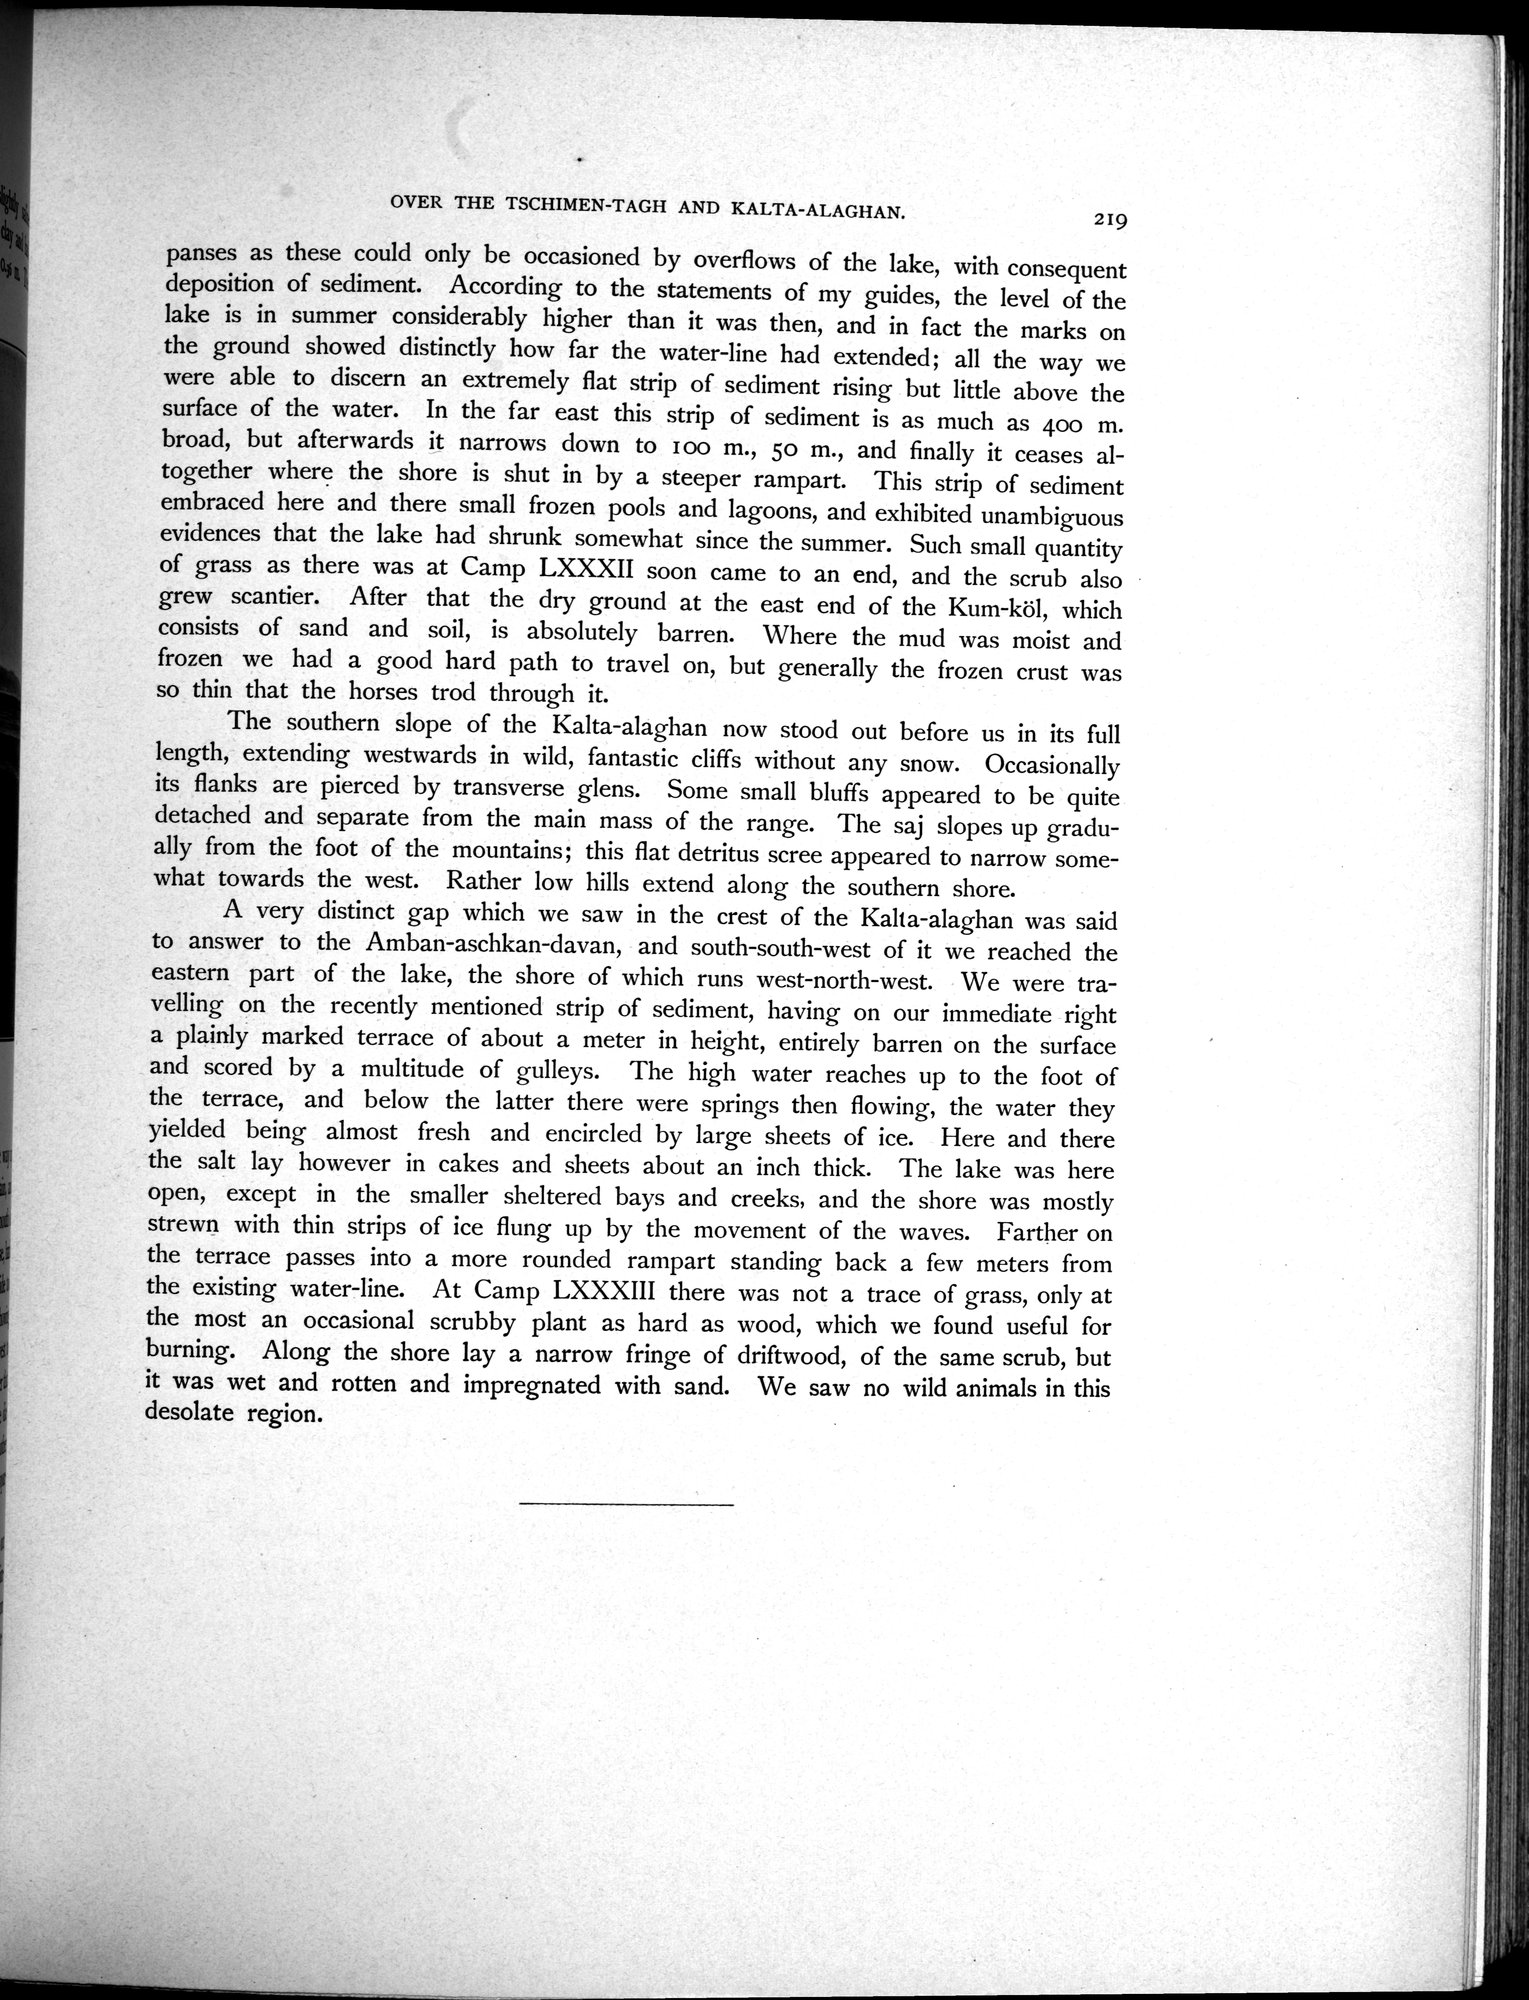 OVER THE TSCHIMEN-TAGH AND KALTA-ALAGHAN.
219
panses as these could only be occasioned by overflows of the lake, with consequent
deposition of sediment. According to the statements of my guides, the level of the
lake is in summer considerably higher than it was then, and in fact the marks on
the ground showed distinctly how far the water-line had extended; all the way we
were able to discern an extremely flat strip of sediment rising but little above the
surface of the water. In the far east this strip of sediment is as much as 400 m.
broad, but afterwards it narrows down to 100 m., 50 m., and finally it ceases al-
together where the shore is shut in by a steeper rampart. This strip of sediment
embraced here and there small frozen pools and lagoons, and exhibited unambiguous
evidences that the lake had shrunk somewhat since the summer. Such small quantity
of grass as there was at Camp LXXXII soon came to an end, and the scrub also
grew scantier. After that the dry ground at the east end of the Kum-köl, which
consists of sand and soil, is absolutely barren. Where the mud was moist and
frozen we had a good hard path to travel on, but generally the frozen crust was
so thin that the horses trod through it.
The southern slope of the Kalta-alaghan now stood out before us in its full
length, extending westwards in wild, fantastic cliffs without any snow. Occasionally
its flanks are pierced by transverse glens. Some small bluffs appeared to be quite
detached and separate from the main mass of the range. The saj slopes up gradu-
ally from the foot of the mountains; this flat detritus scree appeared to narrow some-
what towards the west. Rather low hills extend along the southern shore.
A very distinct gap which we saw in the crest of the Kalta-alaghan was said
to answer to the Amban-aschkan-davan, and south-south-west of it we reached the
eastern part of the lake, the shore of which runs west-north-west. We were tra-
velling on the recently mentioned strip of sediment, having on our immediate right
a plainly marked terrace of about a meter in height, entirely barren on the surface
and scored by a multitude of gulleys. The high water reaches up to the foot of
the terrace, and below the latter there were springs then flowing, the water they
yielded being almost fresh and encircled by large sheets of ice. Here and there
the salt lay however in cakes and sheets about an inch thick. The lake was here
open, except in the smaller sheltered bays and creeks, and the shore was mostly
strewn with thin strips of ice flung up by the movement of the waves. Farther on
the terrace passes into a more rounded rampart standing back a few meters from
the existing water-line. At Camp LXXXIII there was not a trace of grass, only at
the most an occasional scrubby plant as hard as wood, which we found useful for
burning. Along the shore lay a narrow fringe of driftwood, of the same scrub, but
it was wet and rotten and impregnated with sand. We saw no wild animals in this
desolate region.